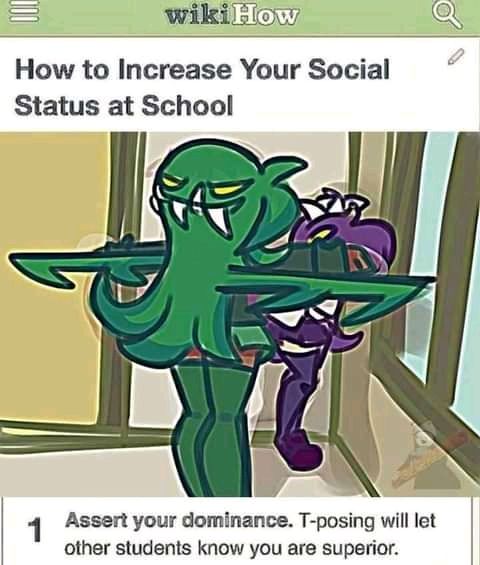 wikiHow
How to Increase Your Social
Status at School
1 Assert your dominance. T-posing will let
other students know you are superior.